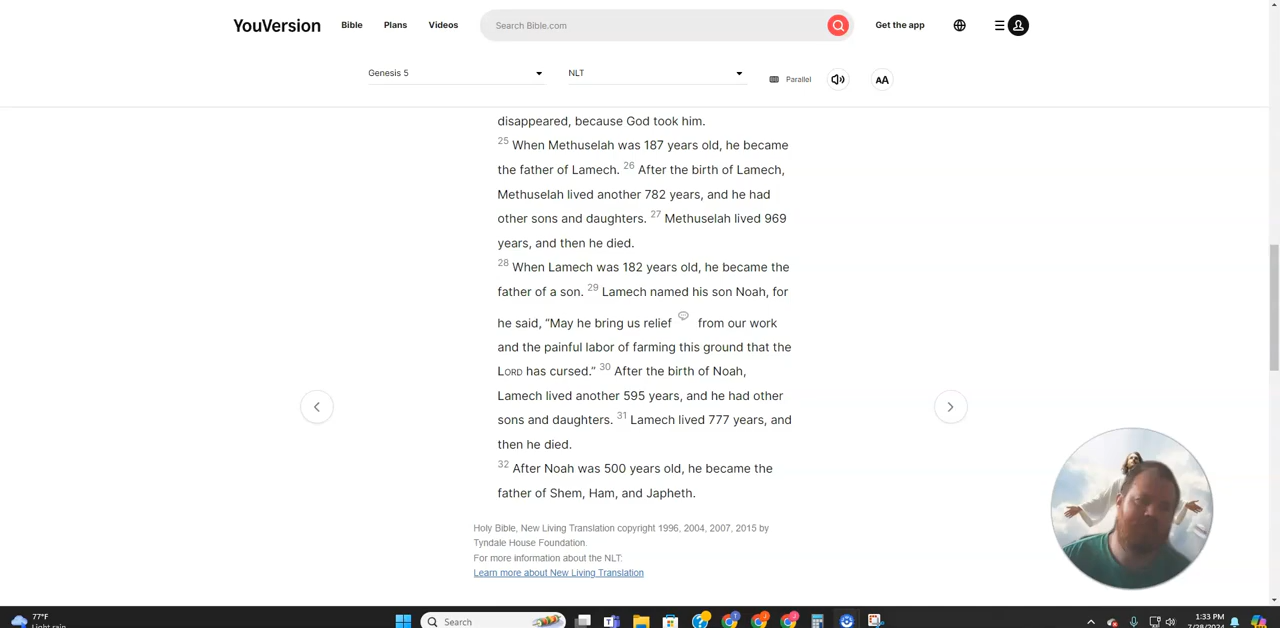 YouVersion Bible Plans Videos Search Bible.com Get the app
Genesis 5 NLT Parallel AA
disappeared, because God took him.
25 When Methuselah was 187 years old, he became
the father of Lamech. 26 After the birth of Lamech,
Methuselah lived another 782 years, and he had
other sons and daughters. 27 Methuselah lived 969
years, and then he died.
28 When Lamech was 182 years old, he became the
father of a son. 29 Lamech named his son Noah, for
he said, “May he bring us relief from our work
and the painful labor of farming this ground that the
LORD has cursed.” 30 After the birth of Noah,
Lamech lived another 595 years, and he had other
sons and daughters. 31 Lamech lived 777 years, and
then he died.
32 After Noah was 500 years old, he became the
father of Shem, Ham, and Japheth.
Holy Bible, New Living Translation copyright 1996, 2004, 2007, 2015 by
Tyndale House Foundation.
For more information about the NLT:
Learn more about New Living Translation
77°F
Light rain
Search
1:33 PM
7/28/2024